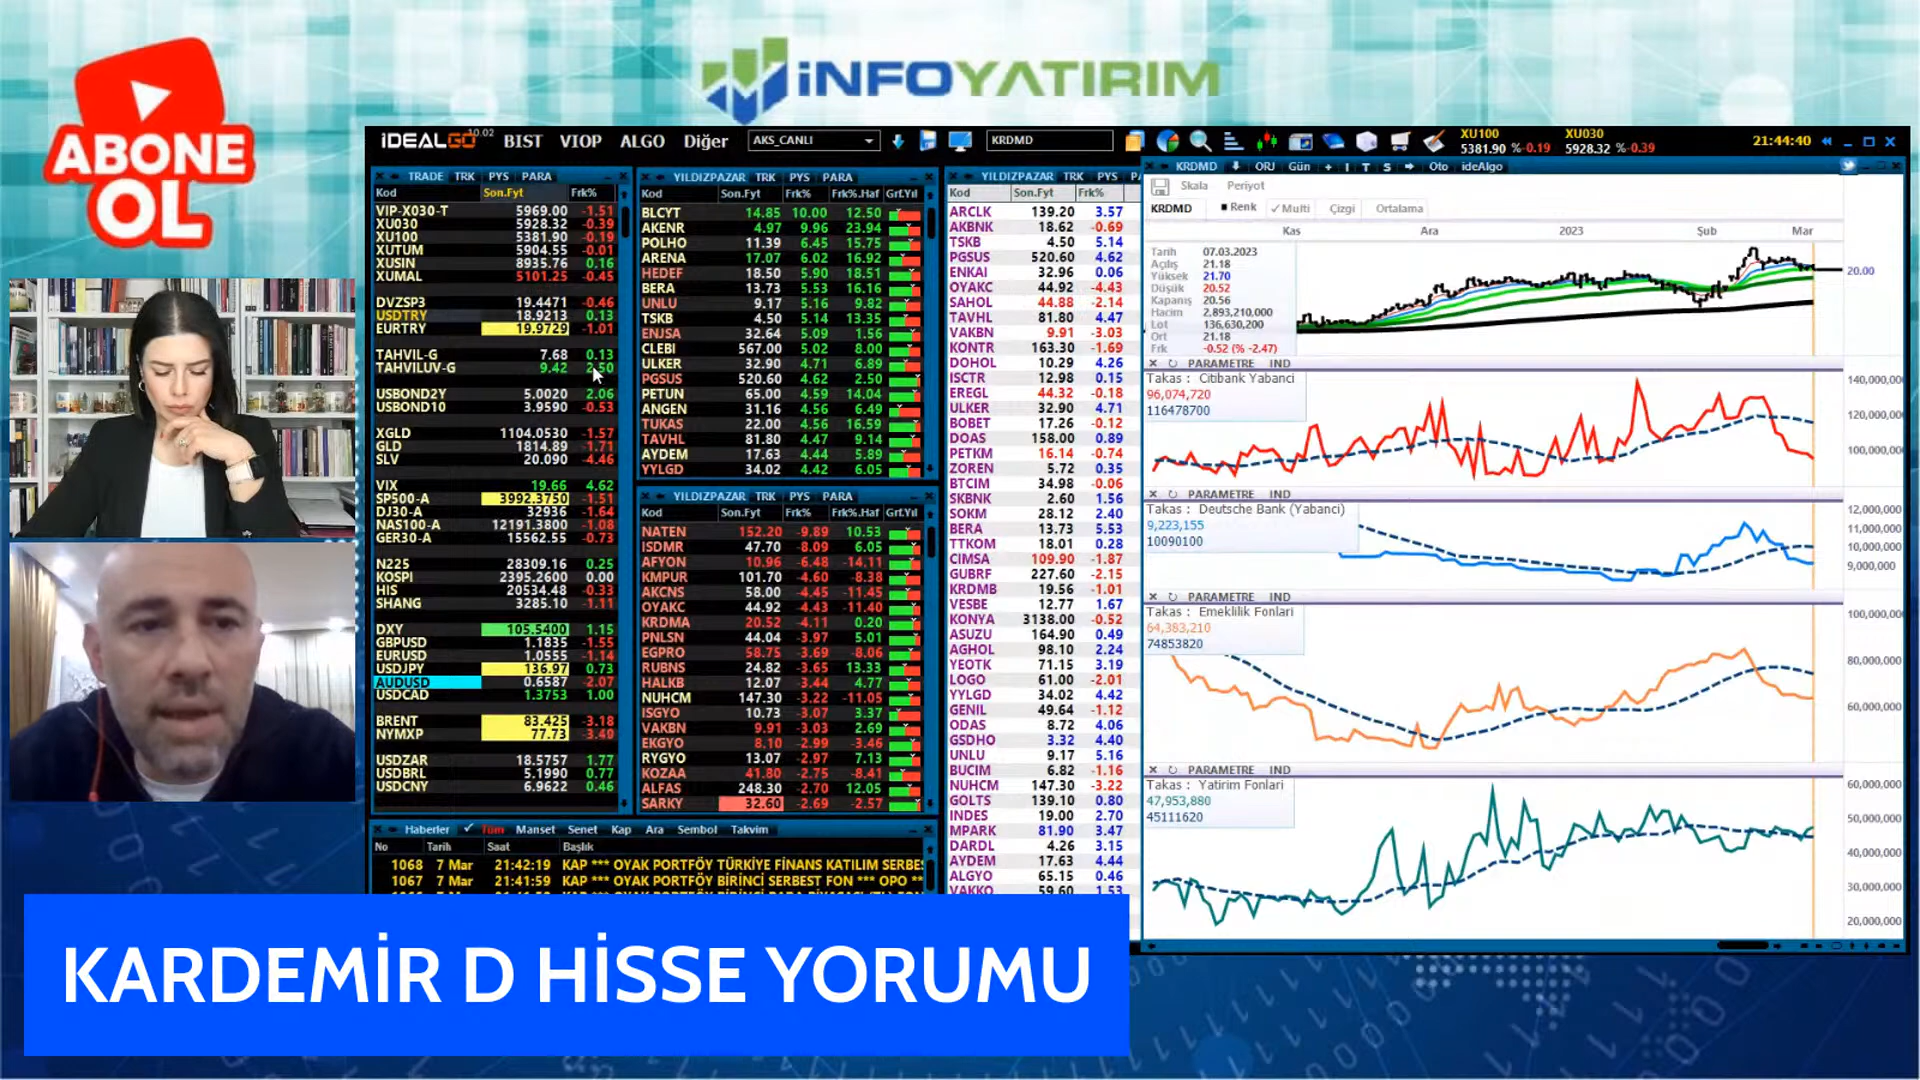 ABONE
OL
iNFOYATIRIM
iDEALGO 10.02 BIST VIOP ALGO Diğer AKS_CANLI KRDMD XU100 XU030 21:44:40
5381.90 %-0.19 5928.32 %-0.39
TRADE TRK PYS PARA
Kod Son.Fyt Frk%
VIP-X030-T 5969.00 -1.51
XU030 5928.32 -0.39
XU100 5381.90 -0.19
XUTUM 5904.55 -0.01
XUSIN 8935.76 0.16
XUMAL 5101.25 -0.45
DVZSP3 19.4471 -0.46
USDTRY 18.9213 0.13
EURTRY 19.9729 -1.01
TAHVIL-G 7.68 0.13
TAHVILUV-G 9.42 2.50
USBOND2Y 5.0020 2.06
USBOND10 3.9590 -0.53
XGLD 1104.0530 -1.57
GLD 1814.89 -1.71
SLV 20.090 -4.46
VIX 19.66 4.62
SP500-A 3992.3750 -1.51
DJ30-A 32936 -1.64
NAS100-A 12191.3800 -1.08
GER30-A 15562.55 -0.73
N225 28309.16 0.25
KOSPI 2395.2600 0.00
HIS 20534.48 -0.33
SHANG 3285.10 -1.11
DXY 105.5400 1.15
GBPUSD 1.1835 -1.55
EURUSD 1.0555 -1.14
USDJPY 136.97 0.73
AUDUSD 0.6587 -2.07
USDCAD 1.3753 1.00
BRENT 83.425 -3.18
NYMXP 77.73 -3.40
USDZAR 18.5757 1.77
USDBRL 5.1990 0.77
USDCNY 6.9622 0.46
YILDIZPAZAR TRK PYS PARA
Kod Son.Fyt Frk% Frk%.Haf Grf.Yıl
BLCYT 14.85 10.00 12.50
AKENR 4.97 9.96 23.94
POLHO 11.39 6.45 15.75
ARENA 17.07 6.02 16.92
HEDEF 18.50 5.90 18.51
BERA 13.73 5.53 16.16
UNLU 9.17 5.16 9.82
TSKB 4.50 5.14 13.35
ENJSA 32.64 5.09 1.56
CLEBI 567.00 5.02 8.00
ULKER 32.90 4.71 6.89
PGSUS 520.60 4.62 2.50
PETUN 65.00 4.59 14.04
ANGEN 31.16 4.56 6.49
TUKAS 22.00 4.56 16.59
TAVHL 81.80 4.47 9.14
AYDEM 17.63 4.44 5.89
YYLGD 34.02 4.42 6.05
YILDIZPAZAR TRK PYS PARA
Kod Son.Fyt Frk% Frk%.Haf Grf.Yıl
NATEN 152.20 -9.89 10.53
ISDMR 47.70 -8.09 6.05
AFYON 10.96 -6.48 -14.11
KMPUR 101.70 -4.60 -8.38
AKCNS 58.00 -4.45 -11.45
OYAKC 44.92 -4.43 -11.40
KRDMA 20.52 -4.11 0.20
PNLSN 44.04 -3.97 5.01
EGPRO 58.75 -3.69 -8.06
RUBNS 24.82 -3.65 13.33
HALKB 12.07 -3.44 4.77
NUHCM 147.30 -3.22 -11.05
ISGYO 10.73 -3.07 3.37
VAKBN 9.91 -3.03 2.69
EKGYO 8.10 -2.99 -3.46
RYGYO 13.07 -2.97 7.13
KOZAA 41.80 -2.75 -8.41
ALFAS 248.30 -2.70 12.05
SARKY 32.60 -2.69 -2.57
YILDIZPAZAR TRK PYS
Kod Son.Fyt Frk%
ARCLK 139.20 3.57
AKBNK 18.62 -0.69
TSKB 4.50 5.14
PGSUS 520.60 4.62
ENKAI 32.96 0.06
OYAKC 44.92 -4.43
SAHOL 44.88 -2.14
TAVHL 81.80 4.47
VAKBN 9.91 -3.03
KONTR 163.30 -1.69
DOHOL 10.29 4.26
ISCTR 12.98 0.15
EREGL 44.32 -0.18
ULKER 32.90 4.71
BOBET 17.26 -0.12
DOAS 158.00 0.89
PETKM 16.14 -0.74
ZOREN 5.72 0.35
BTCIM 34.98 -0.06
SKBNK 2.60 1.56
SOKM 28.12 2.40
BERA 13.73 5.53
TTKOM 18.01 0.28
CIMSA 109.90 -1.87
GUBRF 227.60 -2.15
KRDMB 19.56 -1.01
VESBE 12.77 1.67
KONYA 3138.00 -0.52
ASUZU 164.90 0.49
AGHOL 98.10 2.24
YEOTK 71.15 3.19
LOGO 61.00 -2.01
YYLGD 34.02 4.42
GENIL 49.64 -1.12
ODAS 8.72 4.06
GSDHO 3.32 4.40
UNLU 9.17 5.16
BUCIM 6.82 -1.16
NUHCM 147.30 -3.22
GOLTS 139.10 0.80
INDES 19.00 2.70
MPARK 81.90 3.47
DARDL 4.26 3.15
AYDEM 17.63 4.44
ALGYO 65.15 0.46
VAKKO 59.60 1.53
KRDMD ORJ Gün + I T S Oto ideAlgo
Skala Periyot
KRDMD Renk Multi Çizgi Ortalama
Kas Ara 2023 Şub Mar
Tarih 07.03.2023
Açılış 21.18
Yüksek 21.70
Düşük 20.52
Kapanış 20.56
Hacim 2,893,210,000
Lot 136,630,200
Ort 21.18
Frk -0.52 (% -2.47)
20.00
PARAMETRE IND
Takas : Citibank Yabanci
96,074,720
116478700
140,000,00
120,000,00
100,000,00
PARAMETRE IND
Takas : Deutsche Bank (Yabanci)
9,223,155
10090100
12,000,000
11,000,000
10,000,000
9,000,000
PARAMETRE IND
Takas : Emeklilik Fonlari
64,383,210
74853820
100,000,00
80,000,000
60,000,000
PARAMETRE IND
Takas : Yatirim Fonlari
47,953,880
45111620
60,000,000
50,000,000
40,000,000
30,000,000
20,000,000
Haberler Tüm Manset Senet Kap Ara Sembol Takvim
No Tarih Saat Başlık
1068 7 Mar 21:42:19 KAP *** OYAK PORTFÖY TÜRKİYE FİNANS KATILIM SERBES
1067 7 Mar 21:41:59 KAP *** OYAK PORTFÖY BİRİNCİ SERBEST FON *** OPO **
KARDEMİR D HİSSE YORUMU